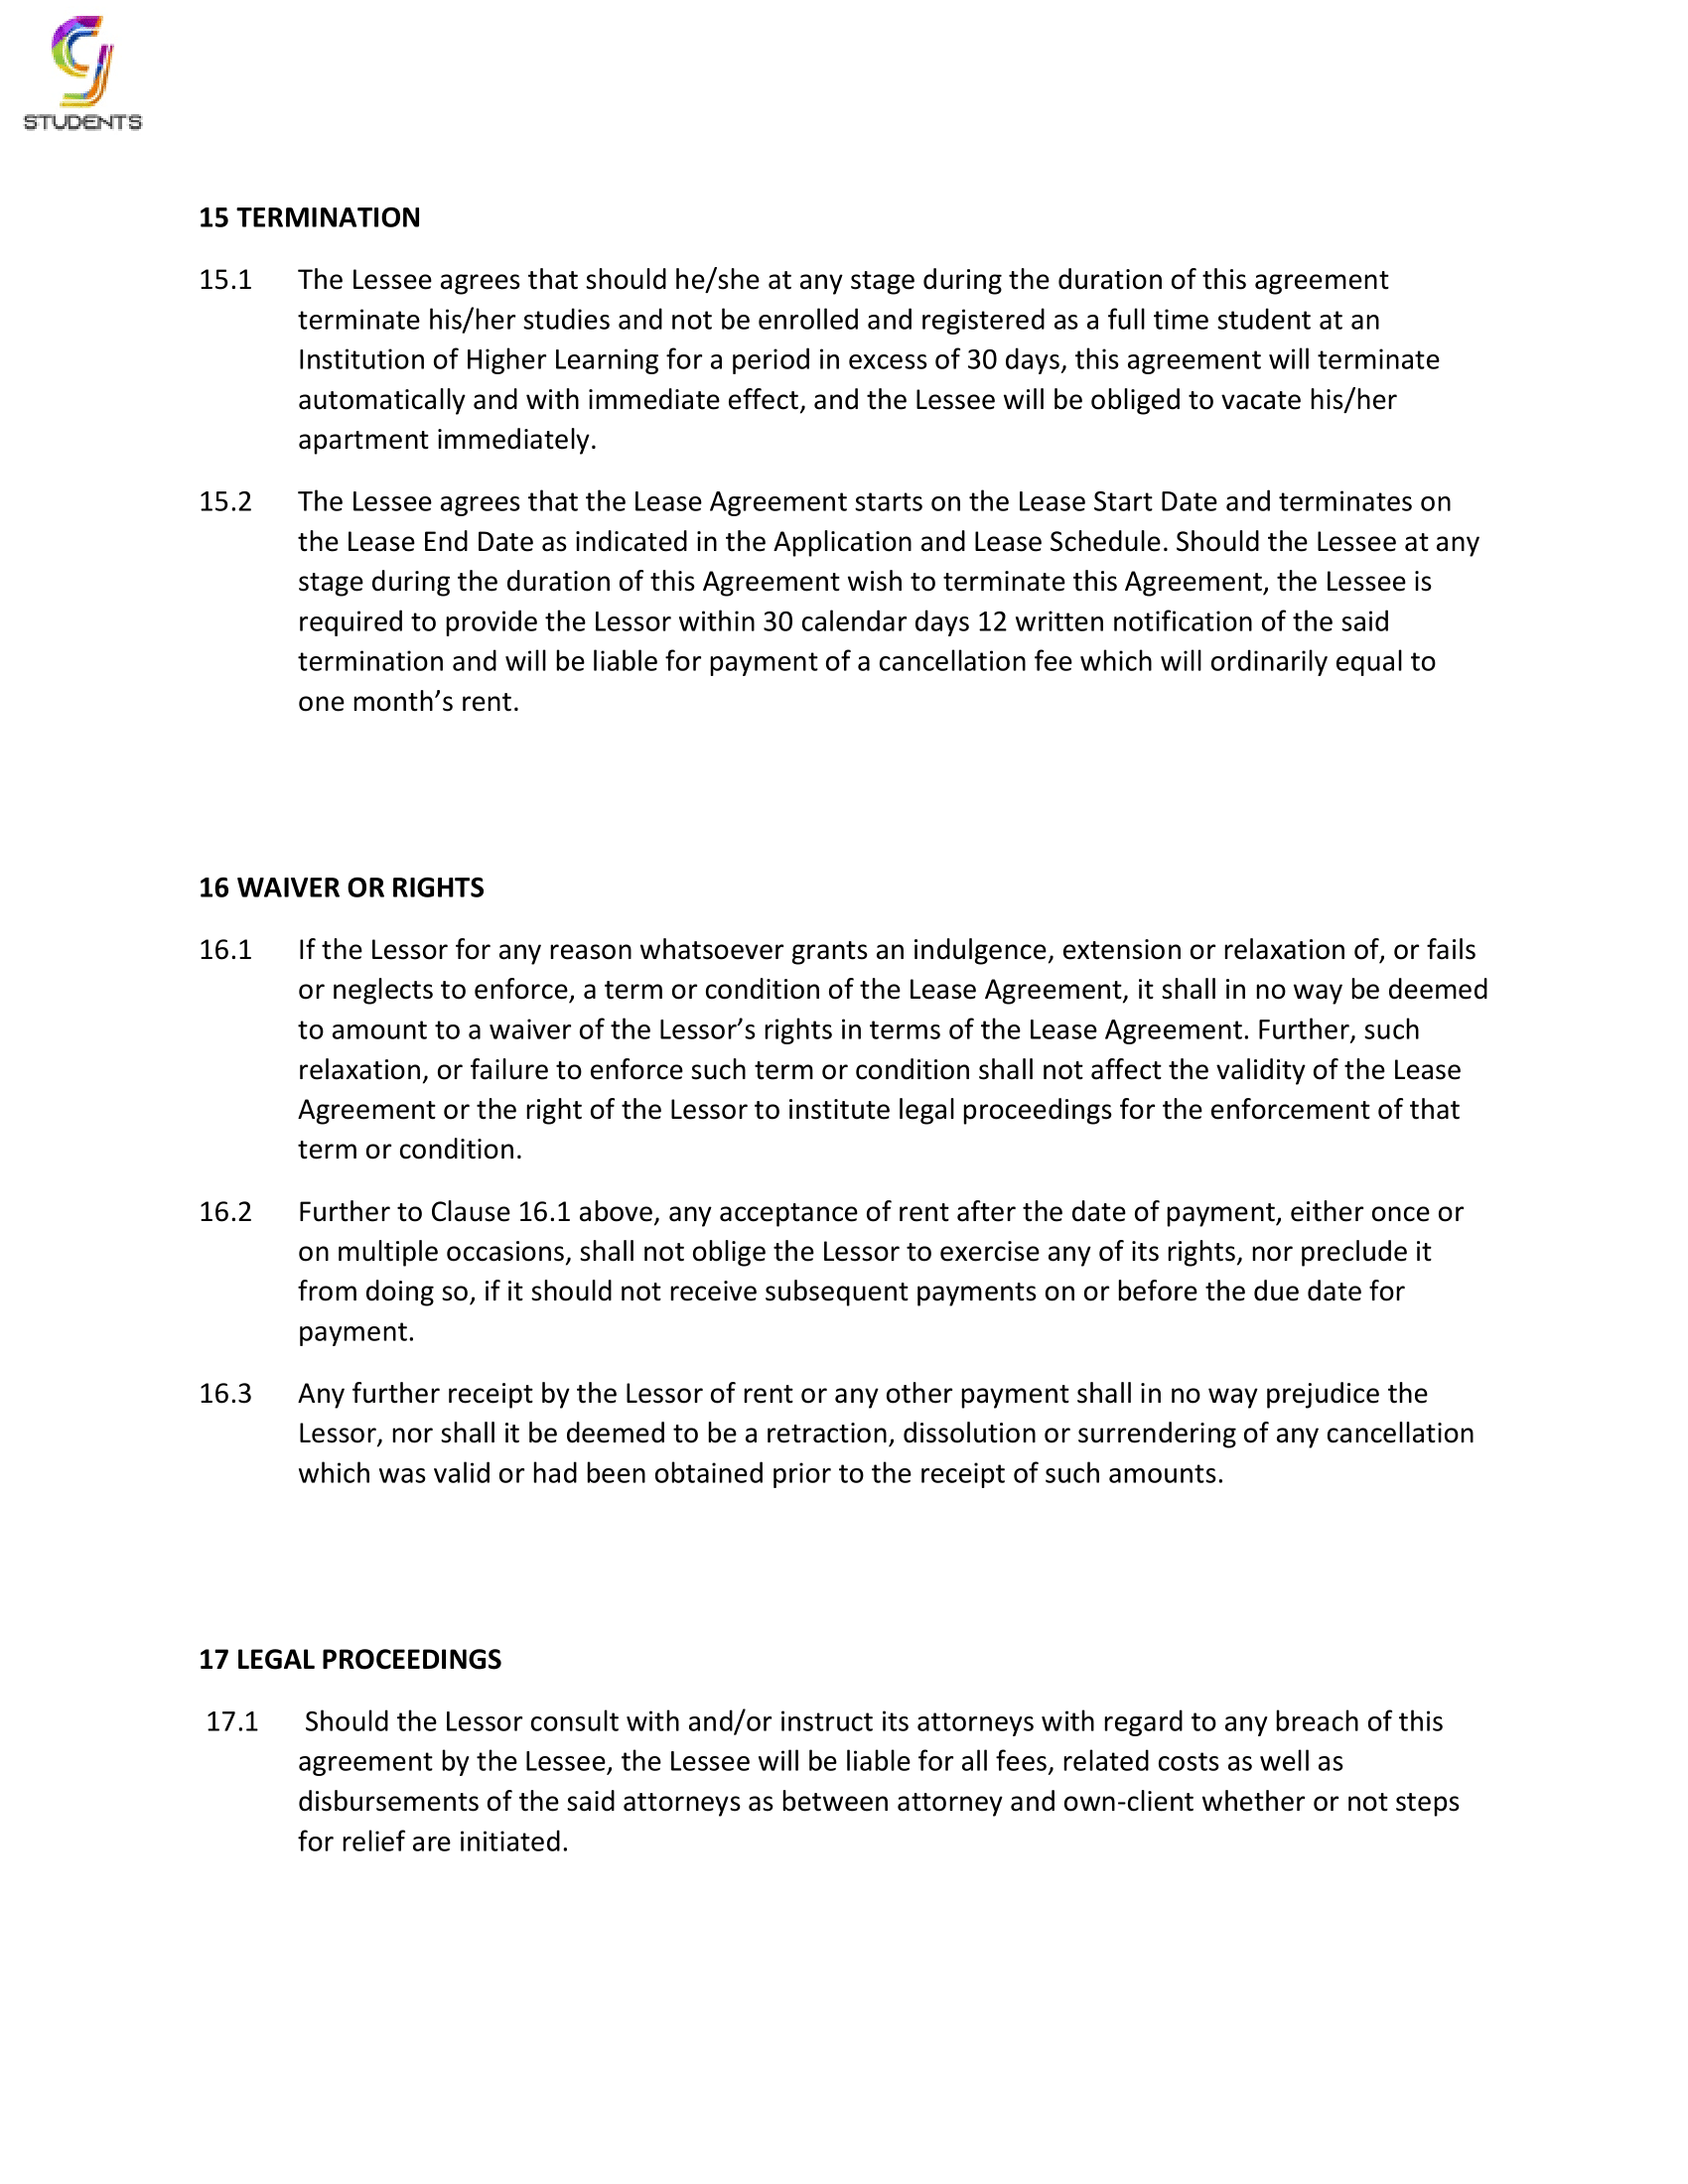 CJ
STUDENTS
15 TERMINATION
15.1 The Lessee agrees that should he/she at any stage during the duration of this agreement
terminate his/her studies and not be enrolled and registered as a full time student at an
Institution of Higher Learning for a period in excess of 30 days, this agreement will terminate
automatically and with immediate effect, and the Lessee will be obliged to vacate his/her
apartment immediately.
15.2 The Lessee agrees that the Lease Agreement starts on the Lease Start Date and terminates on
the Lease End Date as indicated in the Application and Lease Schedule. Should the Lessee at any
stage during the duration of this Agreement wish to terminate this Agreement, the Lessee is
required to provide the Lessor within 30 calendar days 12 written notification of the said
termination and will be liable for payment of a cancellation fee which will ordinarily equal to
one month’s rent.
16 WAIVER OR RIGHTS
16.1 If the Lessor for any reason whatsoever grants an indulgence, extension or relaxation of, or fails
or neglects to enforce, a term or condition of the Lease Agreement, it shall in no way be deemed
to amount to a waiver of the Lessor’s rights in terms of the Lease Agreement. Further, such
relaxation, or failure to enforce such term or condition shall not affect the validity of the Lease
Agreement or the right of the Lessor to institute legal proceedings for the enforcement of that
term or condition.
16.2 Further to Clause 16.1 above, any acceptance of rent after the date of payment, either once or
on multiple occasions, shall not oblige the Lessor to exercise any of its rights, nor preclude it
from doing so, if it should not receive subsequent payments on or before the due date for
payment.
16.3 Any further receipt by the Lessor of rent or any other payment shall in no way prejudice the
Lessor, nor shall it be deemed to be a retraction, dissolution or surrendering of any cancellation
which was valid or had been obtained prior to the receipt of such amounts.
17 LEGAL PROCEEDINGS
17.1 Should the Lessor consult with and/or instruct its attorneys with regard to any breach of this
agreement by the Lessee, the Lessee will be liable for all fees, related costs as well as
disbursements of the said attorneys as between attorney and own-client whether or not steps
for relief are initiated.